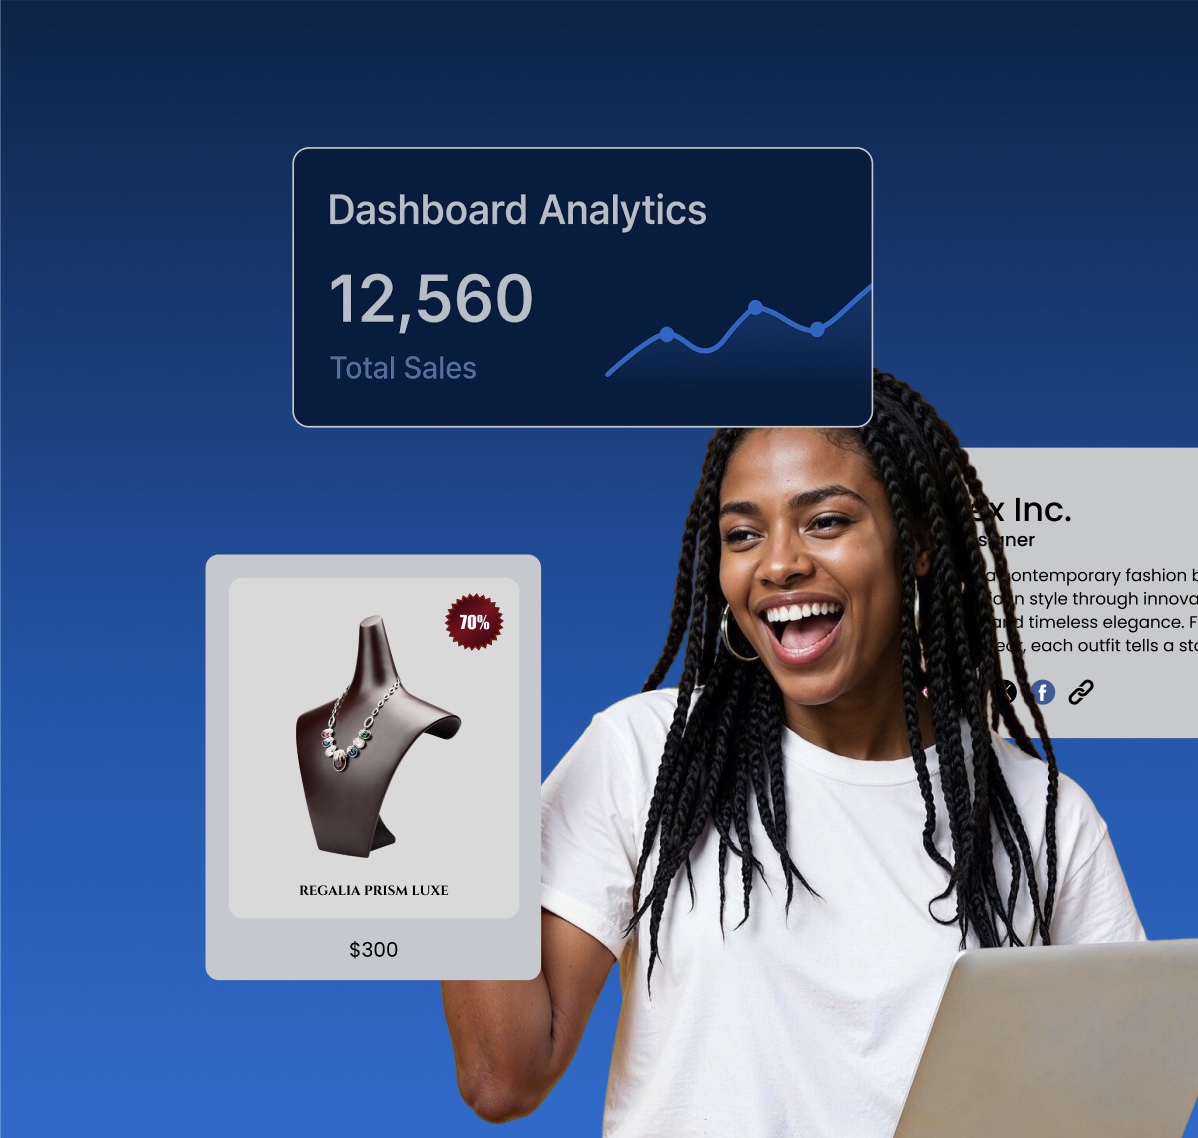 Dashboard Analytics
12,560
Total Sales
Inc.
contemporary fashion
style through
and timeless elegance.
each outfit tells a
70%
REGALIA PRISM LUXE
$300